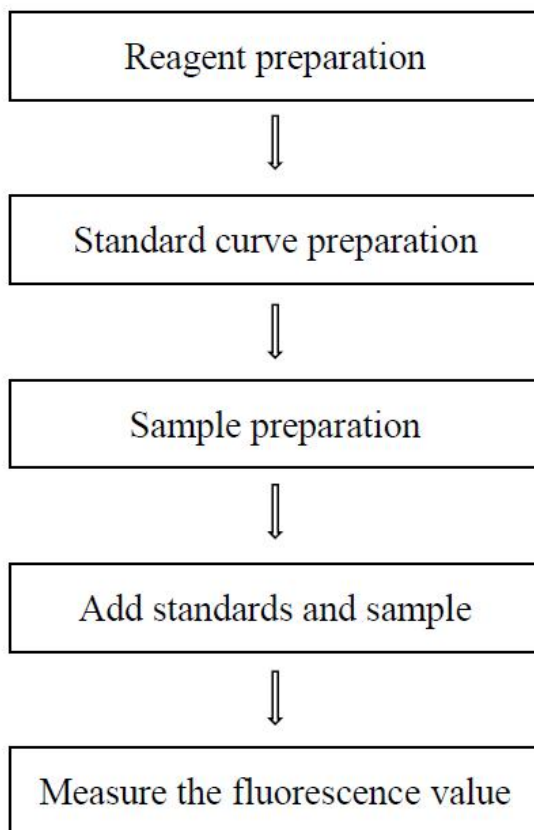 Reagent preparation
Standard curve preparation
Sample preparation
Add standards and sample
Measure the fluorescence value